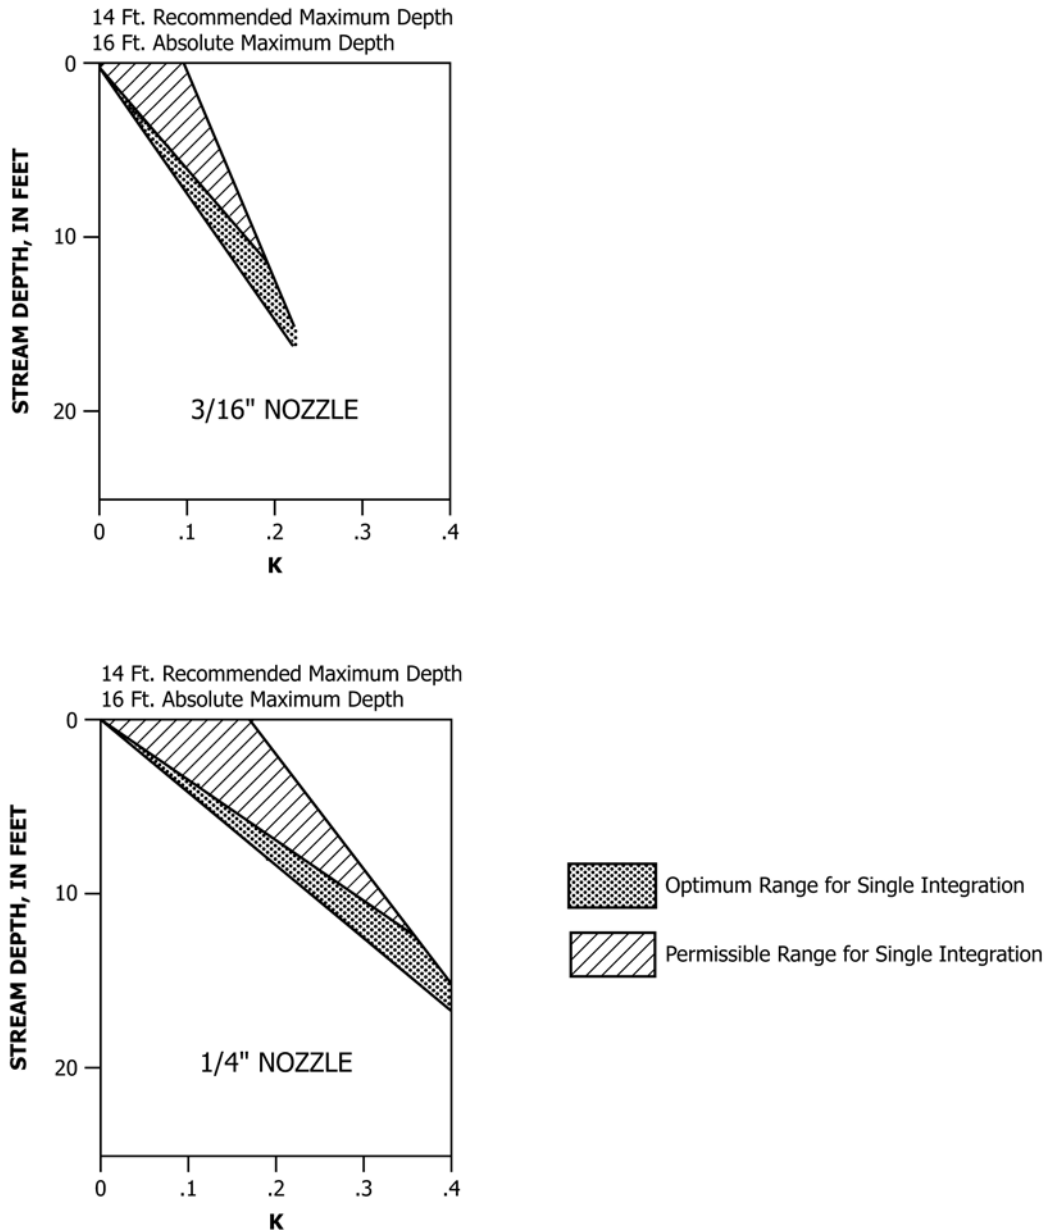 14 Ft. Recommended Maximum Depth
16 Ft. Absolute Maximum Depth
0
10
20
STREAM DEPTH, IN FEET
3/16" NOZZLE
0 .1 .2 .3 .4
K
14 Ft. Recommended Maximum Depth
16 Ft. Absolute Maximum Depth
0
10
20
STREAM DEPTH, IN FEET
1/4" NOZZLE
0 .1 .2 .3 .4
K
Optimum Range for Single Integration
Permissible Range for Single Integration